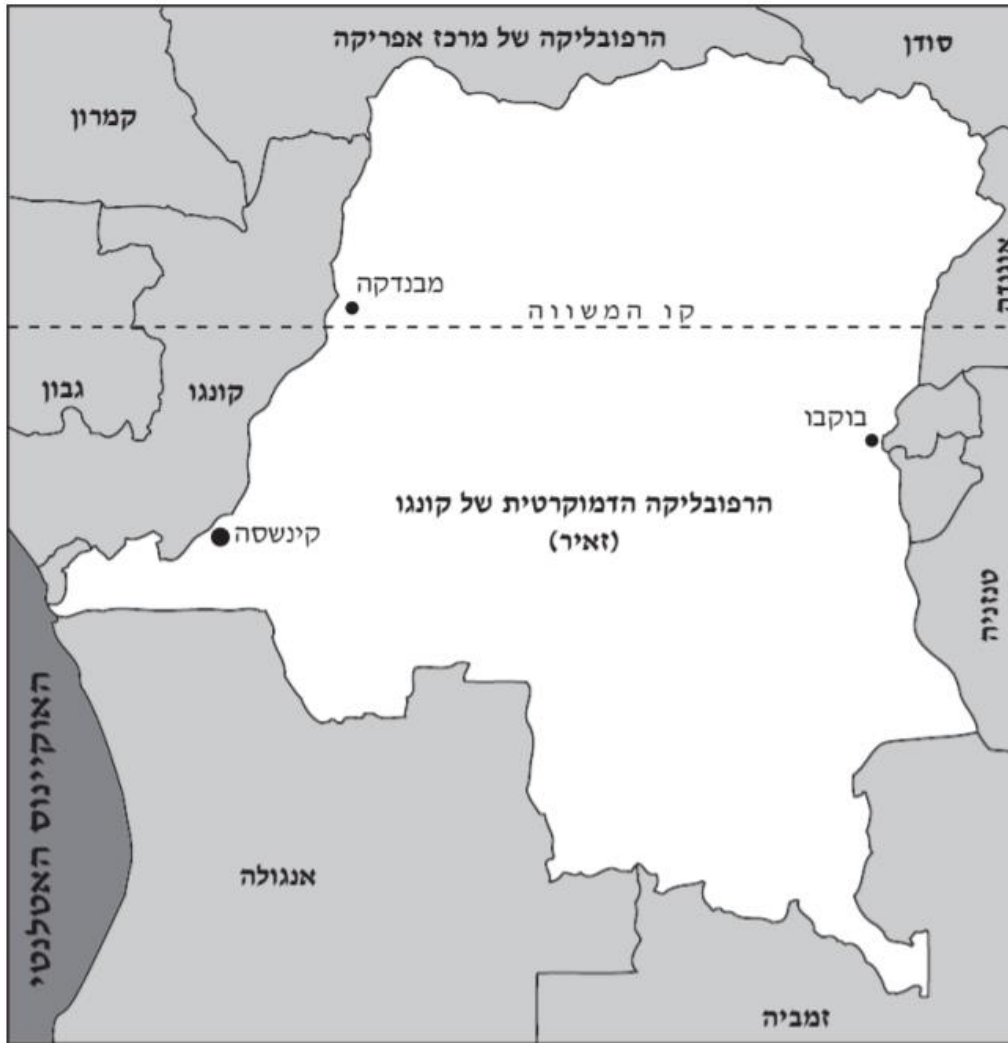 הרפובליקה של מרכז אפריקה
סודן
קמרון
אוגנדה
מבנדקה
קו המשווה
גבון
קונגו
בוקבו
הרפובליקה הדמוקרטית של קונגו
(זאיר)
קינשסה
טנזניה
האוקיינוס האטלנטי
אנגולה
זמביה